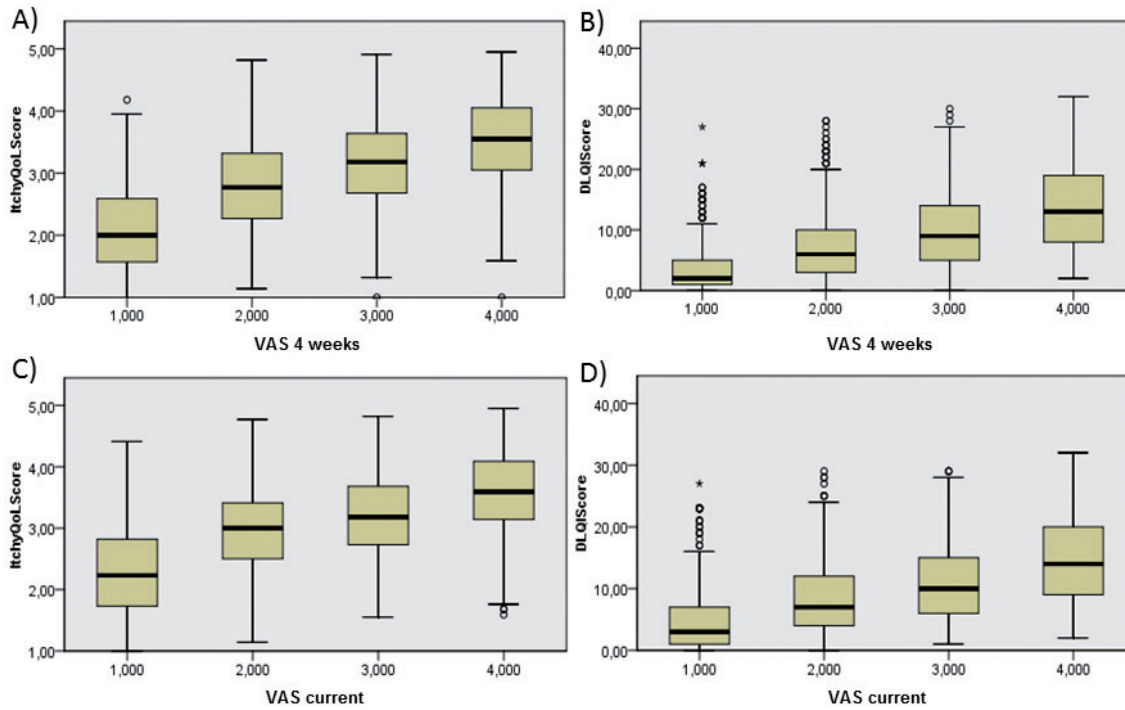 A)
ItchyQoLScore
5,00
4,00
3,00
2,00
1,00
1,000 2,000 3,000 4,000
VAS 4 weeks
B)
DLQIScore
40,00
30,00
20,00
10,00
0,00
1,000 2,000 3,000 4,000
VAS 4 weeks
C)
ItchyQoLScore
5,00
4,00
3,00
2,00
1,00
1,000 2,000 3,000 4,000
VAS current
D)
DLQIScore
40,00
30,00
20,00
10,00
0,00
1,000 2,000 3,000 4,000
VAS current